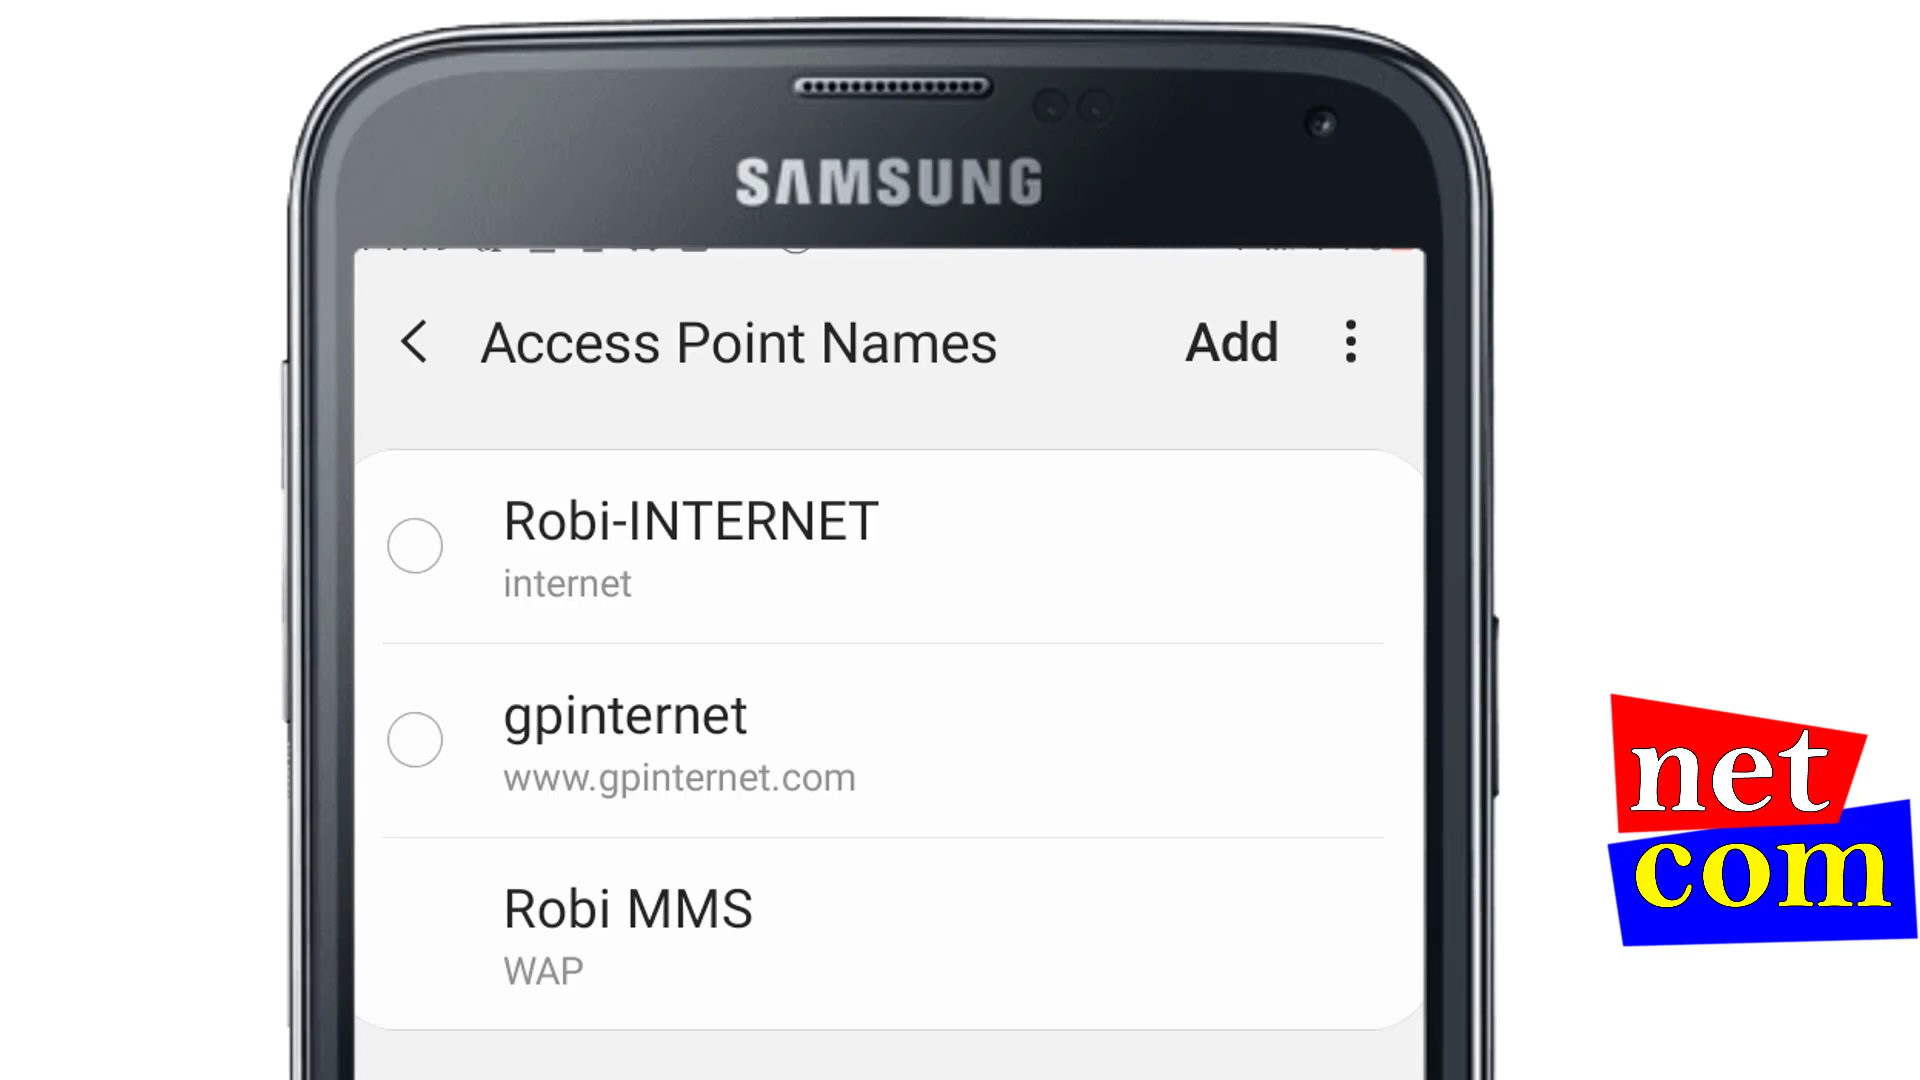 SAMSUNG
Access Point Names Add
Robi-INTERNET
internet
gpinternet
www.gpinternet.com
Robi MMS
WAP
net
com